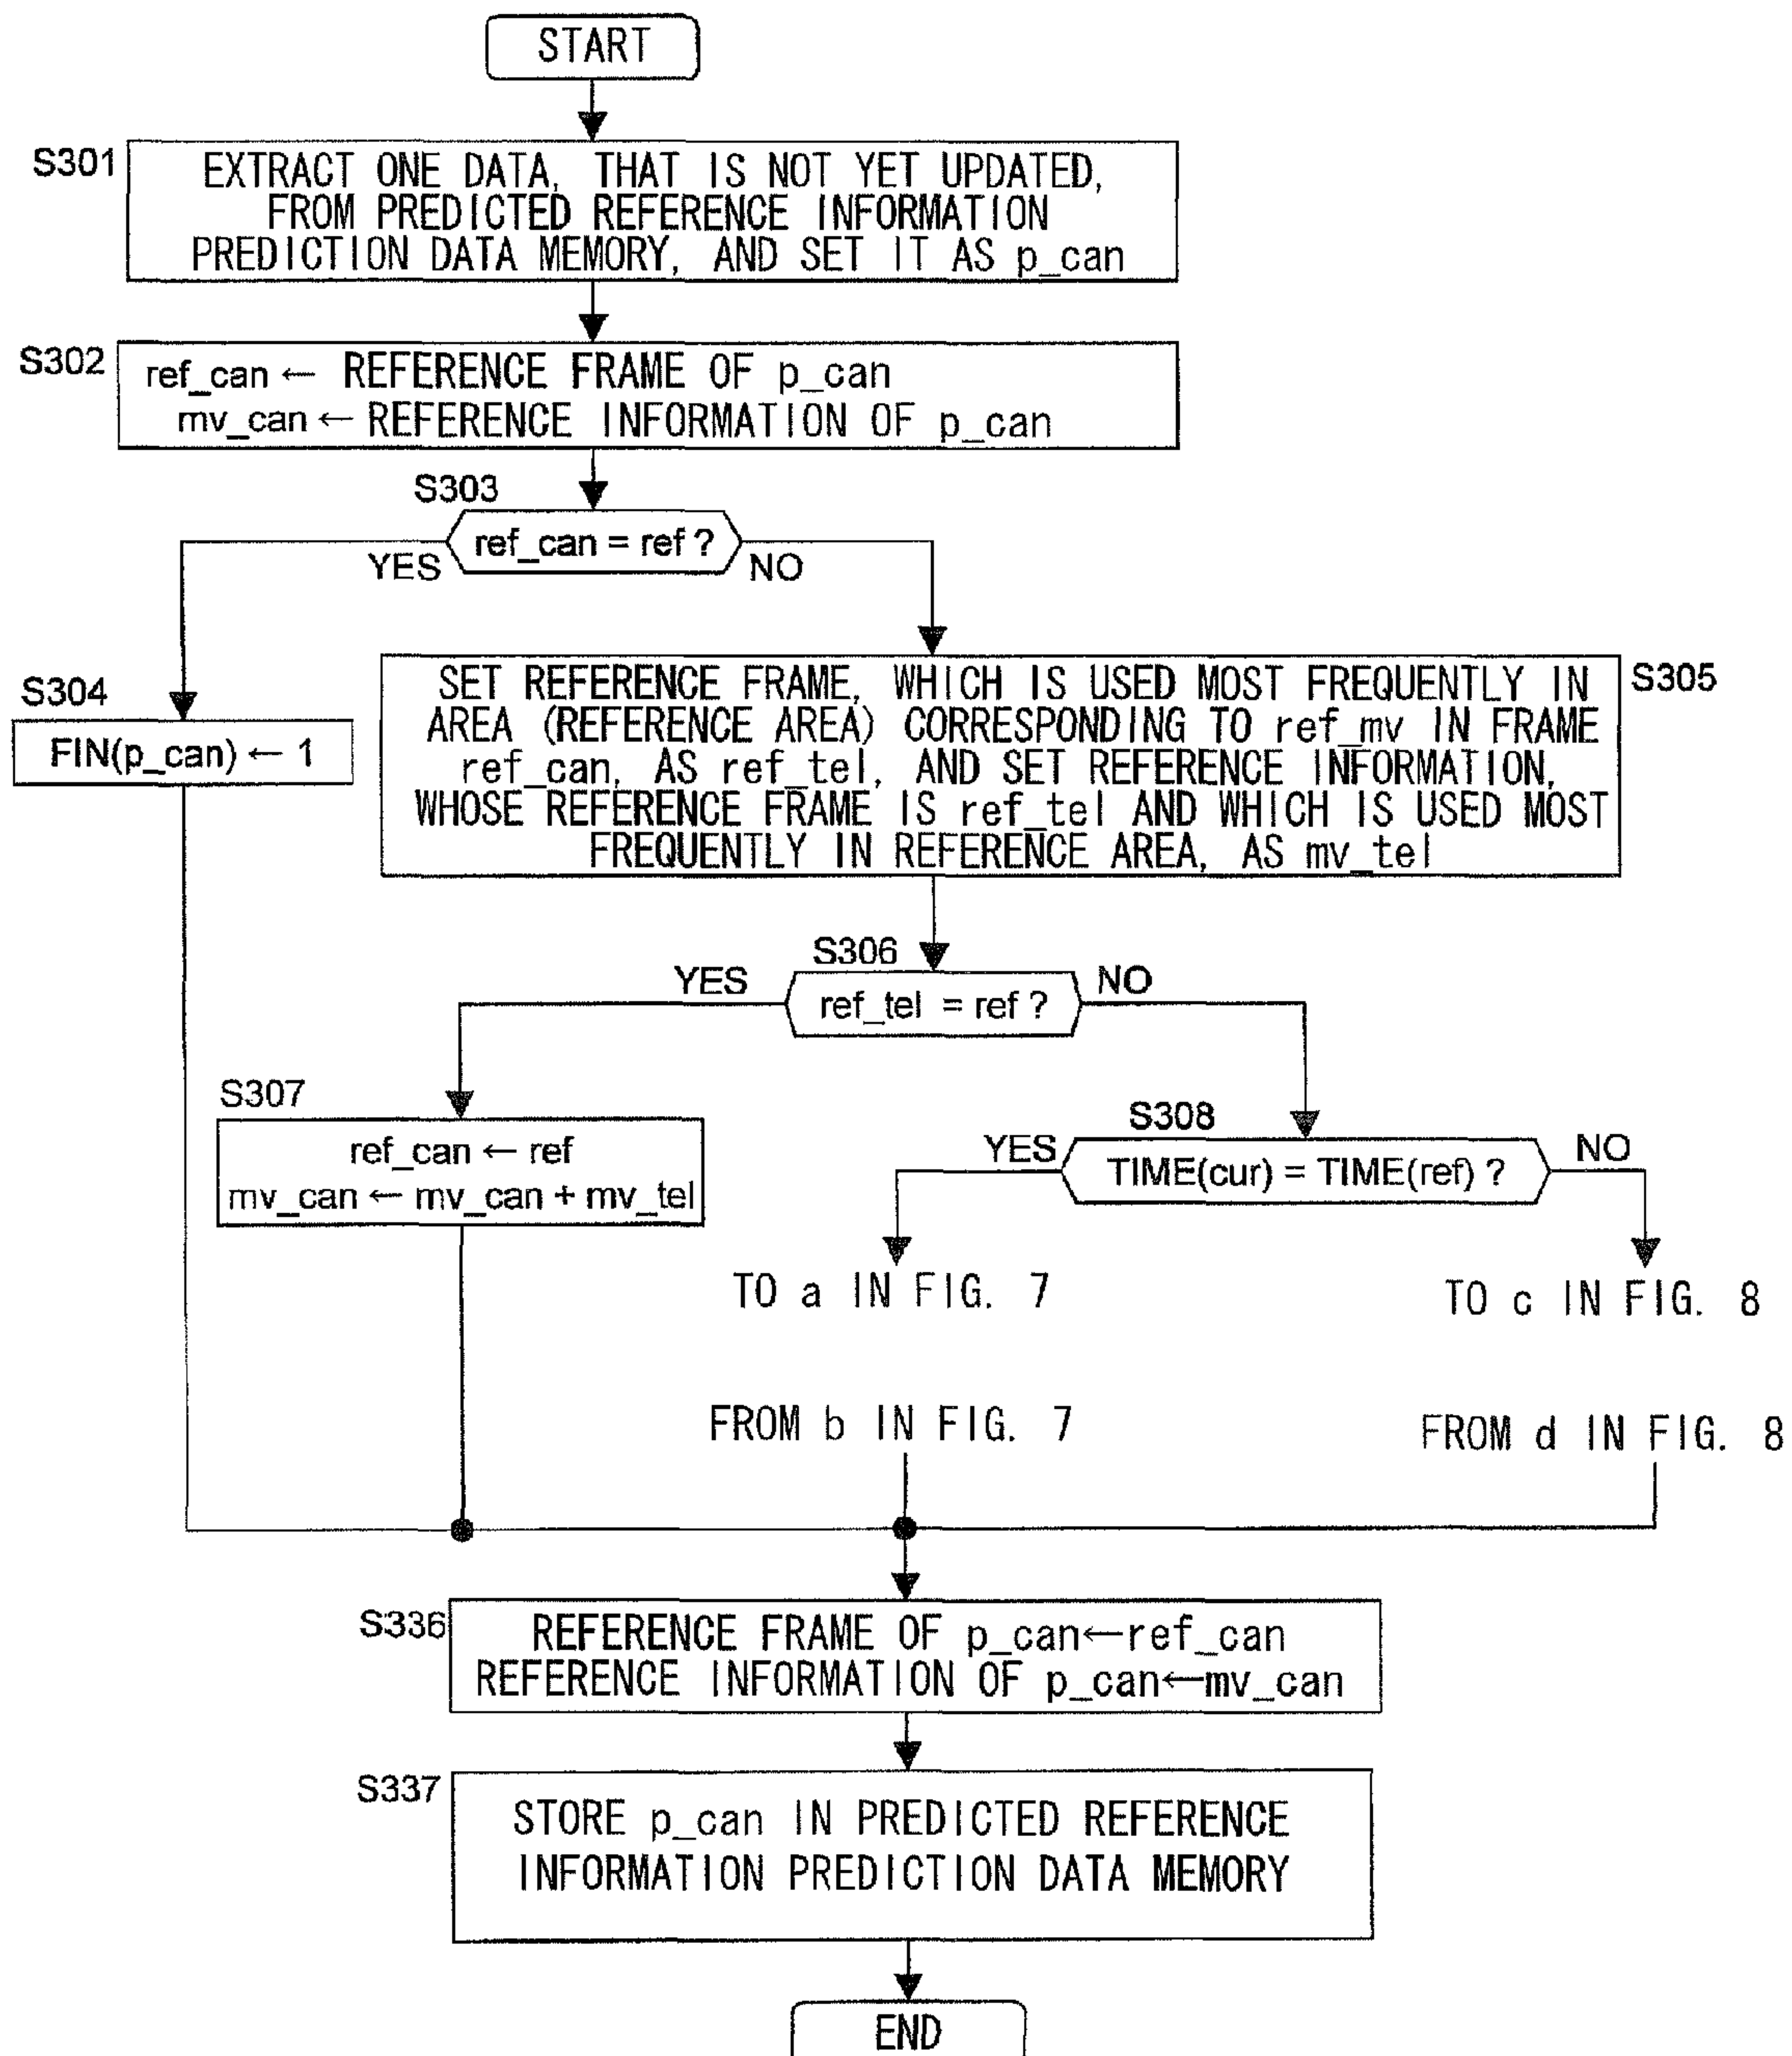 START
S301
EXTRACT ONE DATA, THAT IS NOT YET UPDATED,
FROM PREDICTED REFERENCE INFORMATION
PREDICTION DATA MEMORY, AND SET IT AS p_can
S302
ref_can ← REFERENCE FRAME OF p_can
mv_can ← REFERENCE INFORMATION OF p_can
S303
ref_can = ref ?
YES
NO
S304
FIN(p_can) ← 1
S305
SET REFERENCE FRAME, WHICH IS USED MOST FREQUENTLY IN
AREA (REFERENCE AREA) CORRESPONDING TO ref_mv IN FRAME
ref_can, AS ref_tel, AND SET REFERENCE INFORMATION,
WHOSE REFERENCE FRAME IS ref_tel AND WHICH IS USED MOST
FREQUENTLY IN REFERENCE AREA, AS mv_tel
S306
YES
NO
ref_tel = ref ?
S307
ref_can ← ref
mv_can ← mv_can + mv_tel
S308
YES
NO
TIME(cur) = TIME(ref) ?
TO a IN FIG. 7
TO c IN FIG. 8
FROM b IN FIG. 7
FROM d IN FIG. 8
S336
REFERENCE FRAME OF p_can←ref_can
REFERENCE INFORMATION OF p_can←mv_can
S337
STORE p_can IN PREDICTED REFERENCE
INFORMATION PREDICTION DATA MEMORY
END